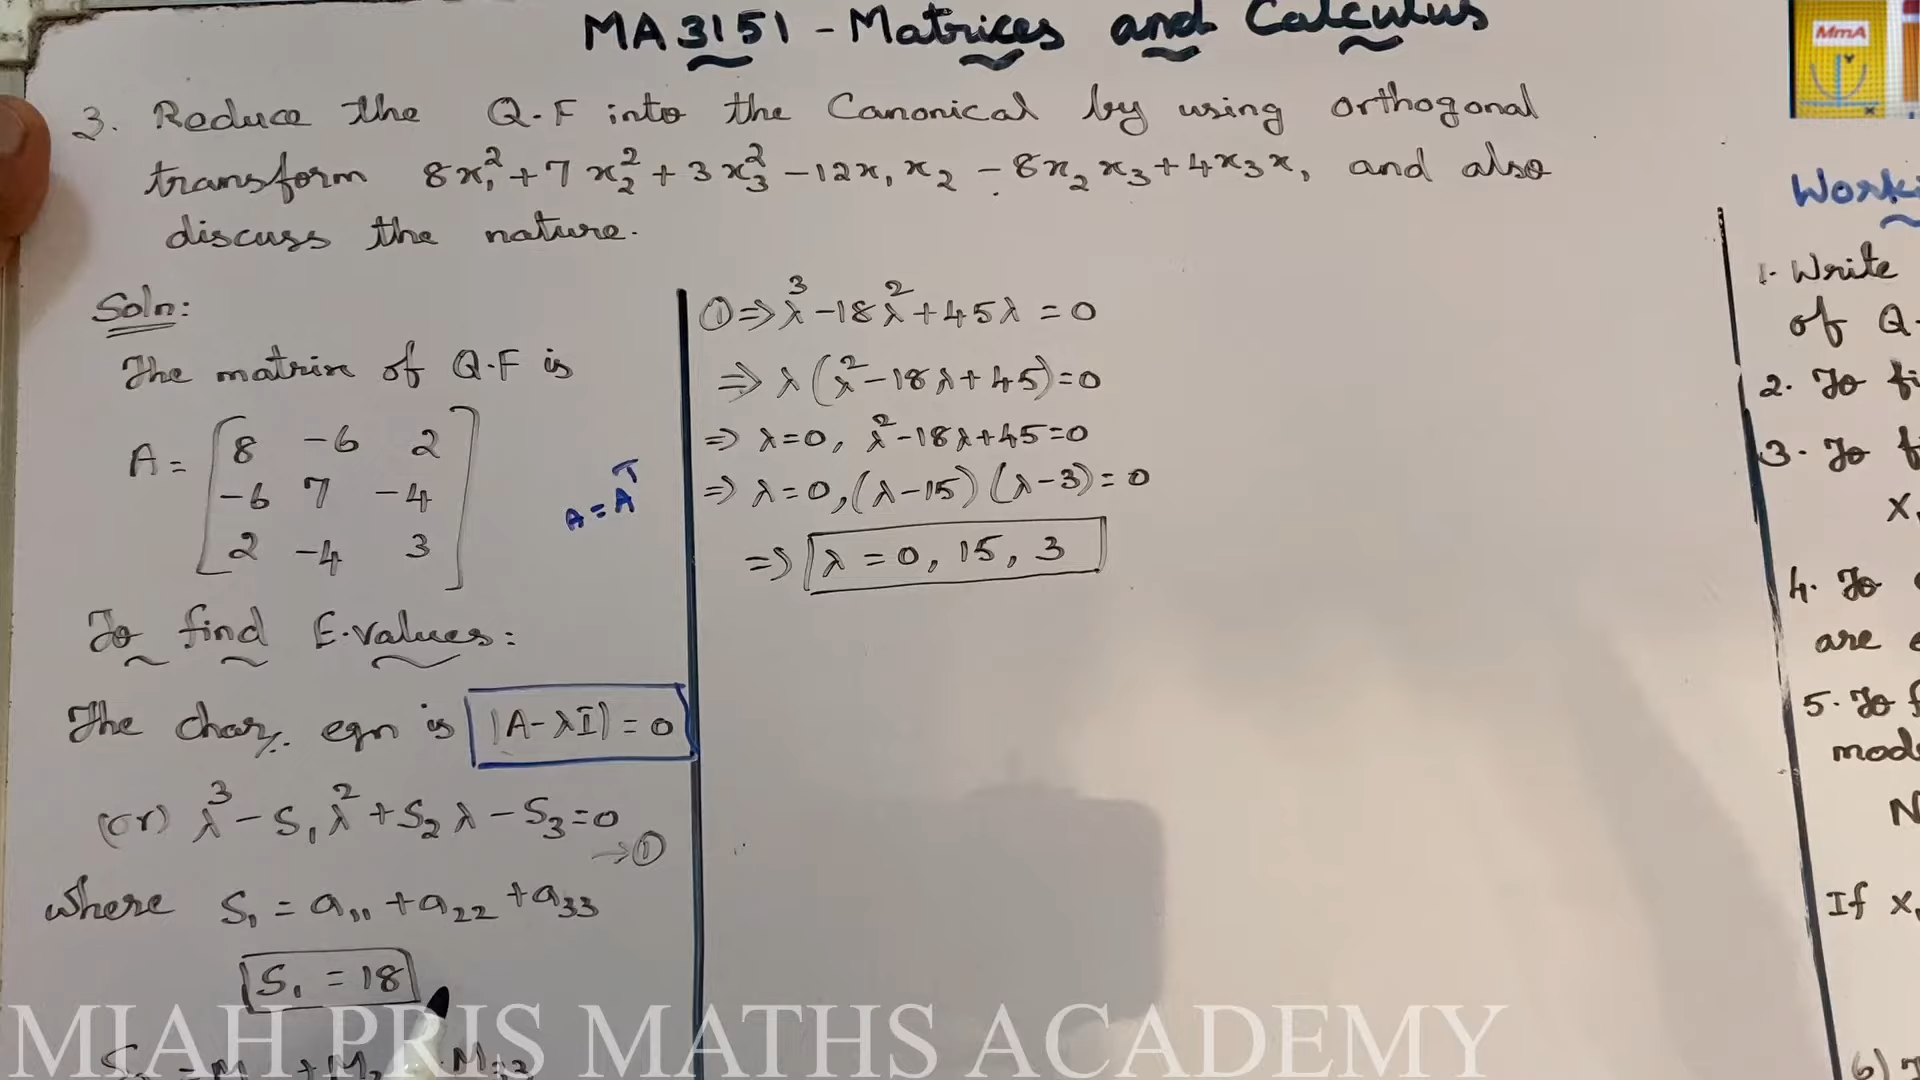 MA3151 - Matrices and Calculus
MmA
3. Reduce the Q.F into the Canonical by using orthogonal
transform 8x₁² + 7x₂² + 3x₃² - 12x₁x₂ - 8x₂x₃ + 4x₃x₁ and also
discuss the nature.
Soln:
The matrix of Q.F is
A = [8 -6 2
-6 7 -4
2 -4 3]
A = Aᵀ
To find E.values:
The char. eqn is |A-λI| = 0
(or) λ³ - S₁λ² + S₂λ - S₃ = 0
→ ①
where S₁ = a₁₁ + a₂₂ + a₃₃
S₁ = 18
① ⇒ λ³ - 18λ² + 45λ = 0
⇒ λ(λ² - 18λ + 45) = 0
⇒ λ = 0, λ² - 18λ + 45 = 0
⇒ λ = 0, (λ-15)(λ-3) = 0
⇒ λ = 0, 15, 3
1. Write
of Q.
2. To
3. To
X₁
4. To
are
5. To
N
If x₁
(6)
MIAH PRIS MATHS ACADEMY